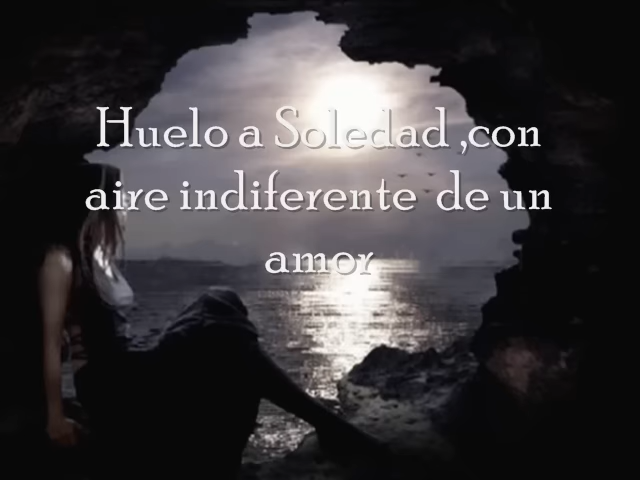 Huelo a Soledad ,con
aire indiferente de un
amor